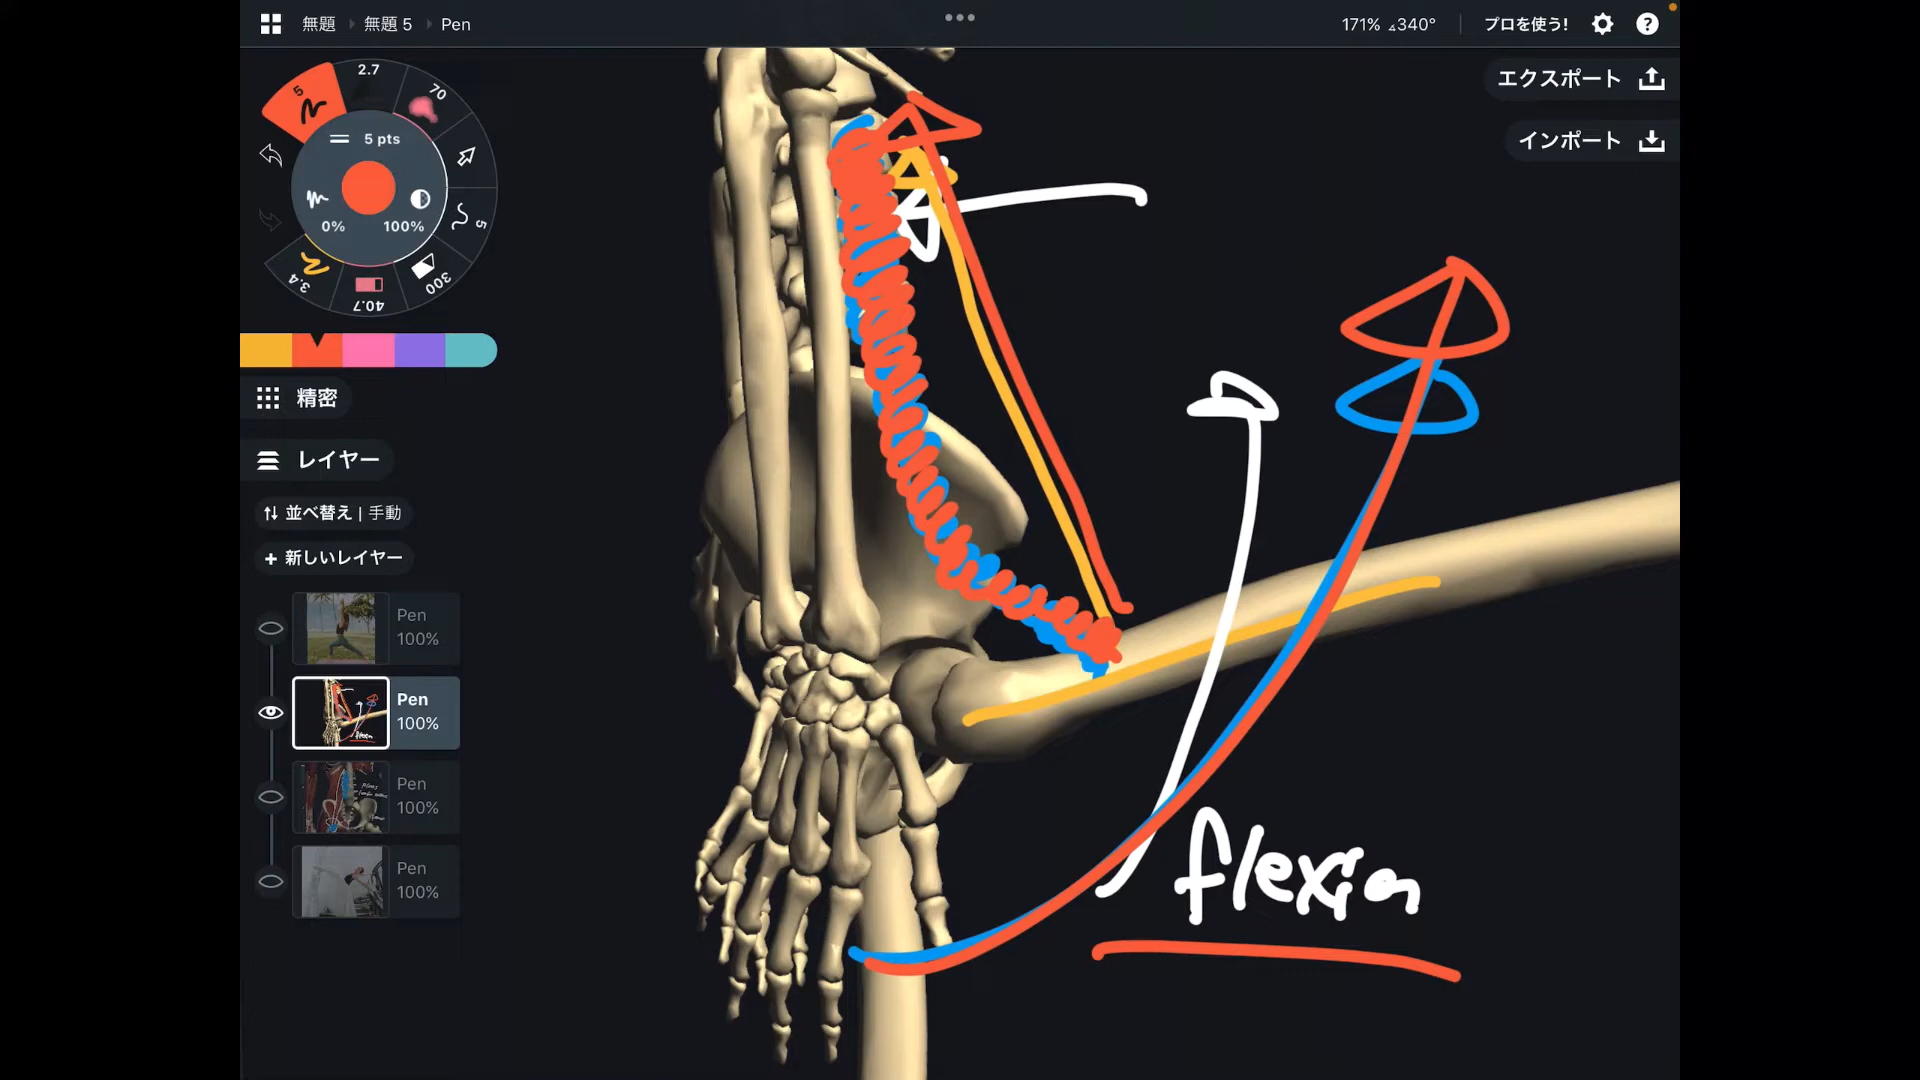 無題 無題 5 Pen
171% ⊿340° プロを使う!
エクスポート
インポート
2.7
5
70
5 pts
0% 100%
5
3.4
40.7
300
精密
レイヤー
並べ替え | 手動
+ 新しいレイヤー
Pen
100%
Pen
100%
Pen
100%
Pen
100%
flexion